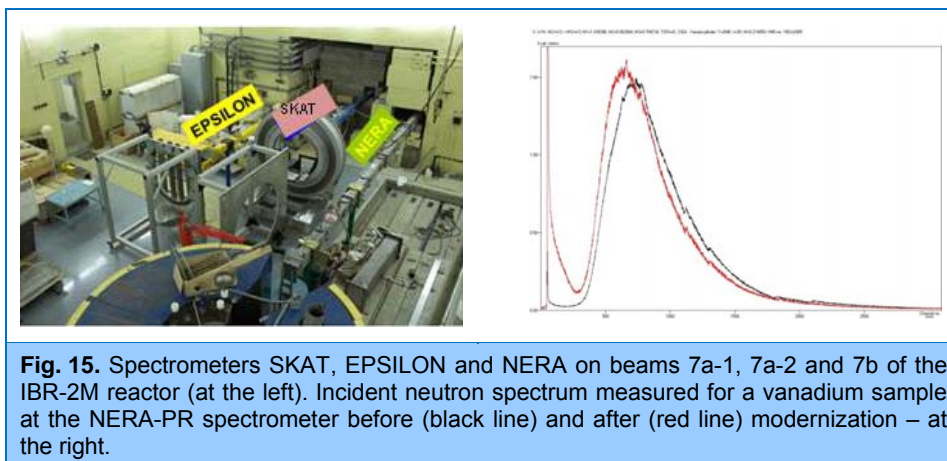 EPSILON
SKAT
NERA
Fig. 15. Spectrometers SKAT, EPSILON and NERA on beams 7a-1, 7a-2 and 7b of the
IBR-2M reactor (at the left). Incident neutron spectrum measured for a vanadium sample
at the NERA-PR spectrometer before (black line) and after (red line) modernization – at
the right.